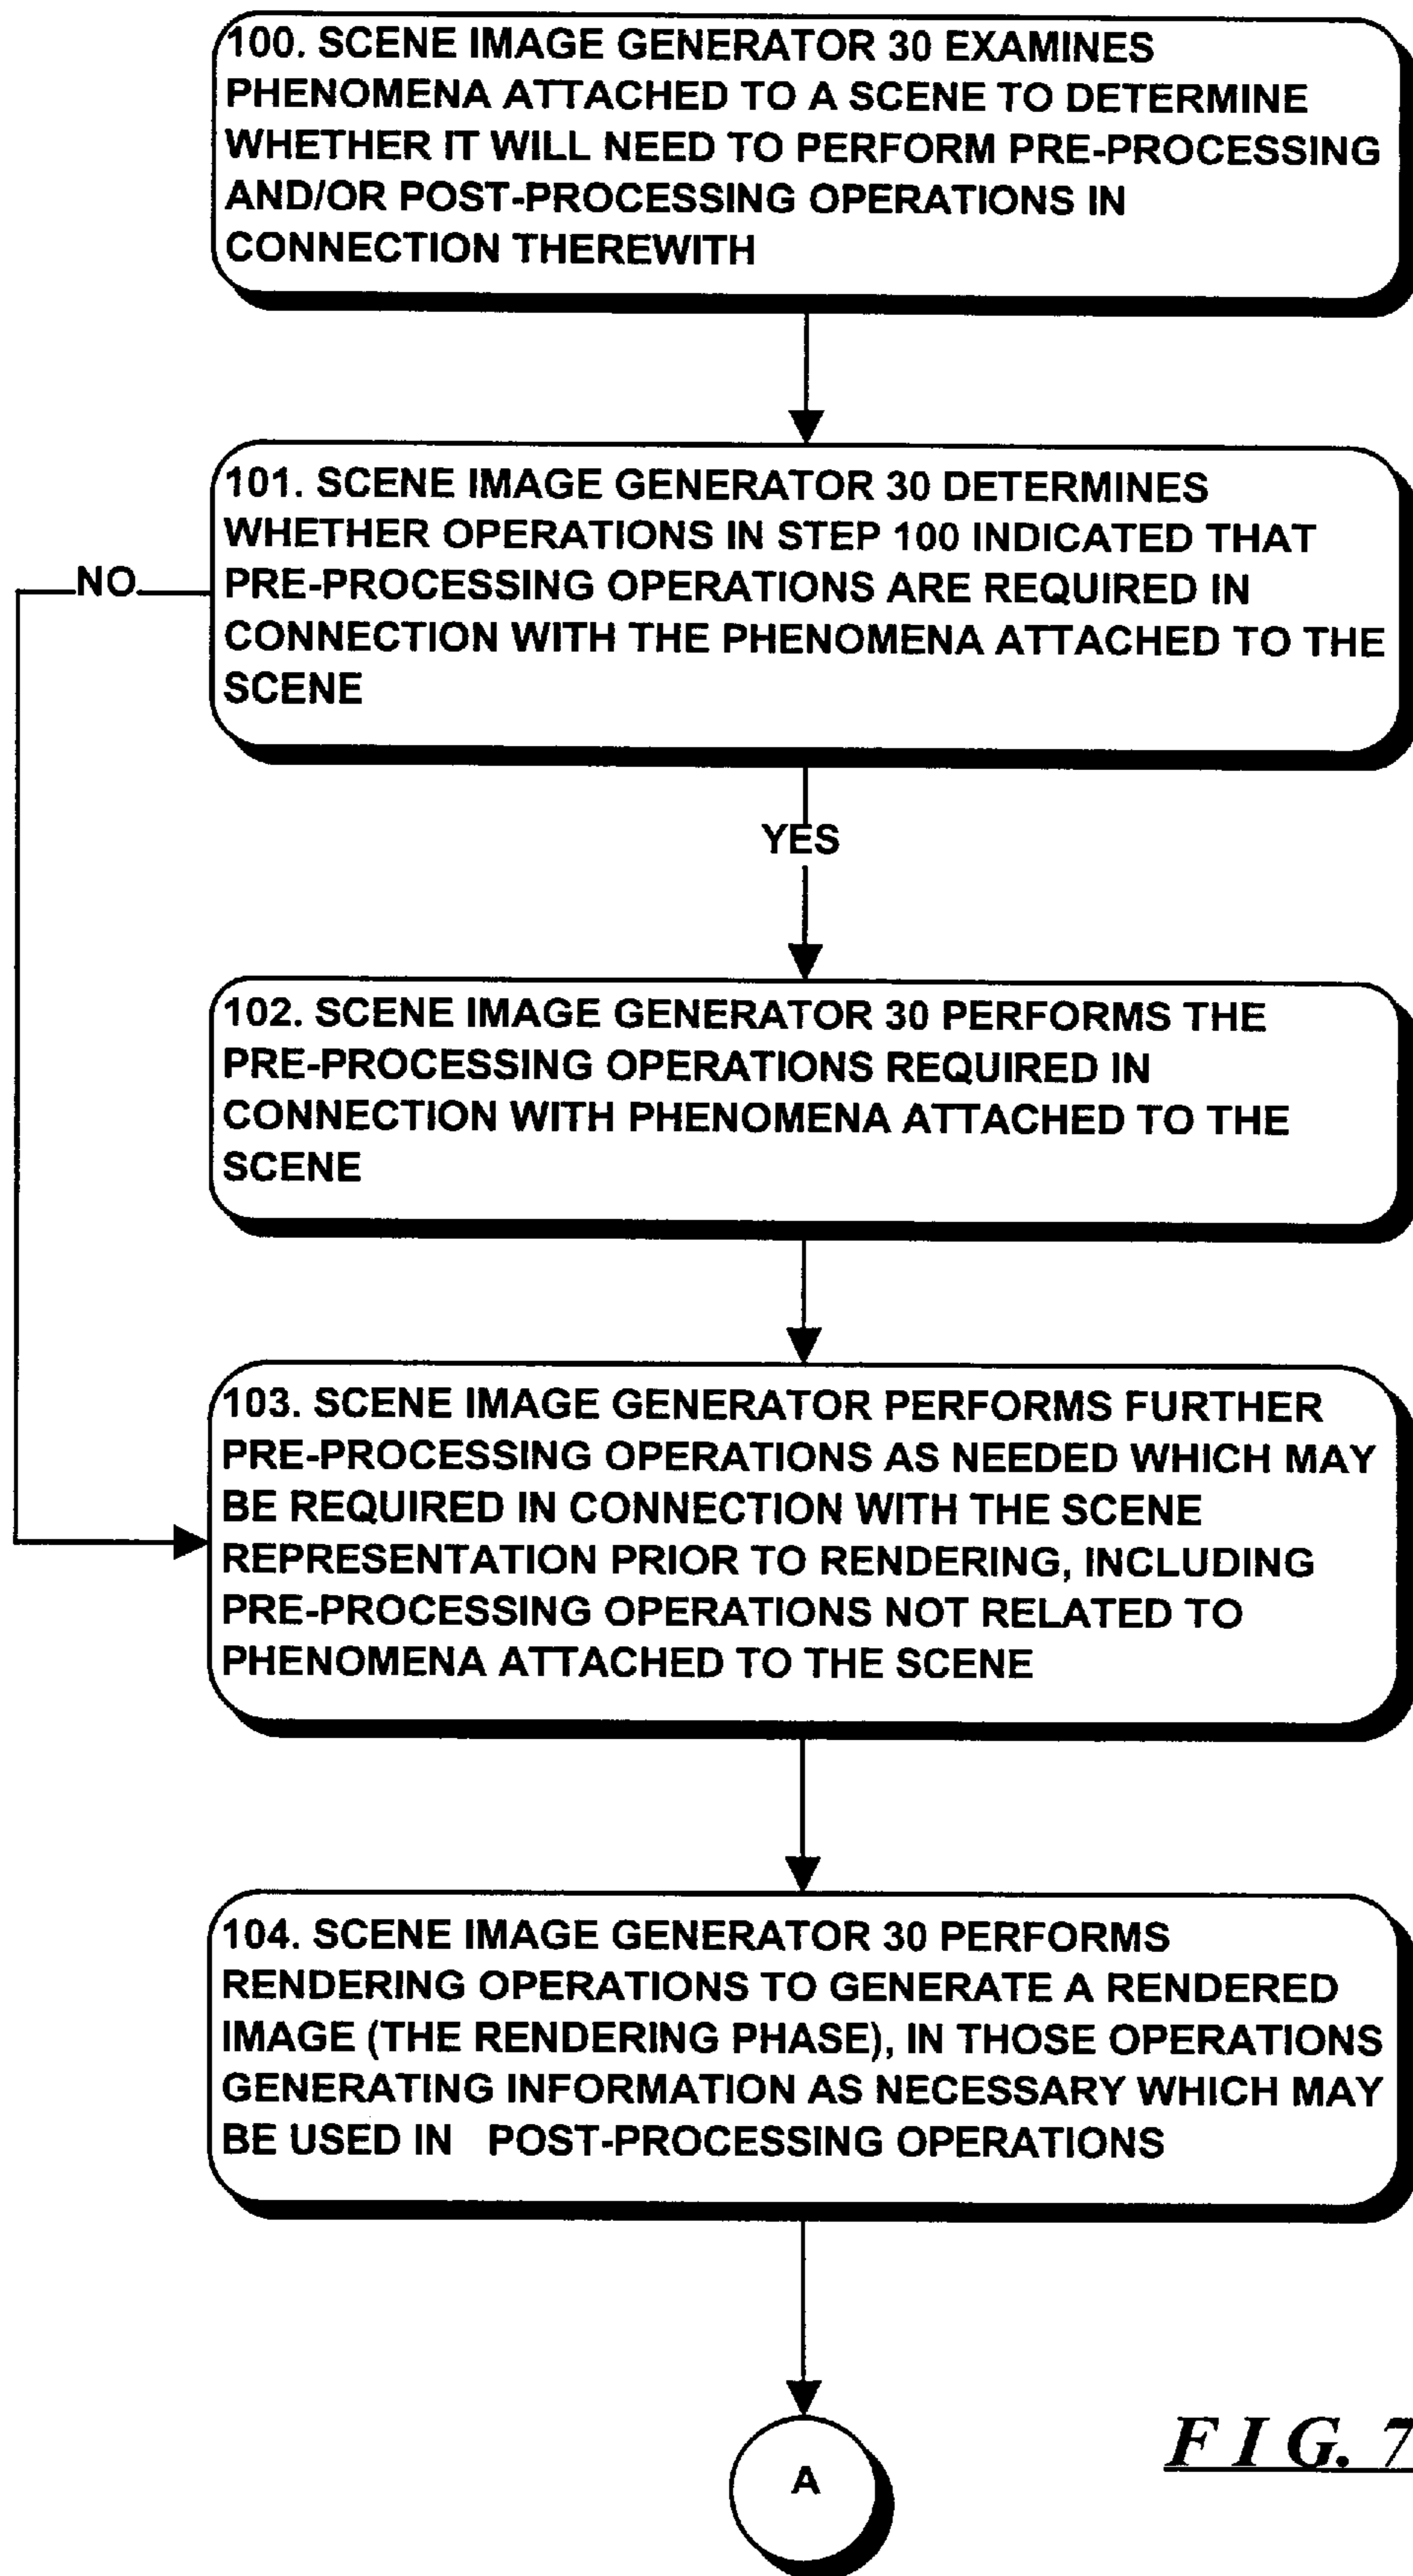 100. SCENE IMAGE GENERATOR 30 EXAMINES
PHENOMENA ATTACHED TO A SCENE TO DETERMINE
WHETHER IT WILL NEED TO PERFORM PRE-PROCESSING
AND/OR POST-PROCESSING OPERATIONS IN
CONNECTION THEREWITH
101. SCENE IMAGE GENERATOR 30 DETERMINES
WHETHER OPERATIONS IN STEP 100 INDICATED THAT
PRE-PROCESSING OPERATIONS ARE REQUIRED IN
CONNECTION WITH THE PHENOMENA ATTACHED TO THE
SCENE
NO
YES
102. SCENE IMAGE GENERATOR 30 PERFORMS THE
PRE-PROCESSING OPERATIONS REQUIRED IN
CONNECTION WITH PHENOMENA ATTACHED TO THE
SCENE
103. SCENE IMAGE GENERATOR PERFORMS FURTHER
PRE-PROCESSING OPERATIONS AS NEEDED WHICH MAY
BE REQUIRED IN CONNECTION WITH THE SCENE
REPRESENTATION PRIOR TO RENDERING, INCLUDING
PRE-PROCESSING OPERATIONS NOT RELATED TO
PHENOMENA ATTACHED TO THE SCENE
104. SCENE IMAGE GENERATOR 30 PERFORMS
RENDERING OPERATIONS TO GENERATE A RENDERED
IMAGE (THE RENDERING PHASE), IN THOSE OPERATIONS
GENERATING INFORMATION AS NECESSARY WHICH MAY
BE USED IN POST-PROCESSING OPERATIONS
A
FIG. 7